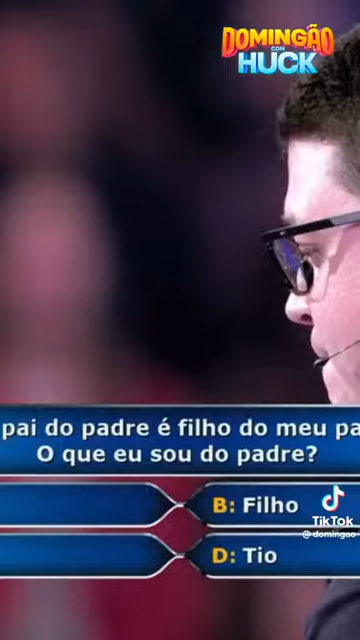 DOMINGÃO
COM
HUCK
pai do padre é filho do meu pa
O que eu sou do padre?
B: Filho
D: Tio
TikTok
@domingao